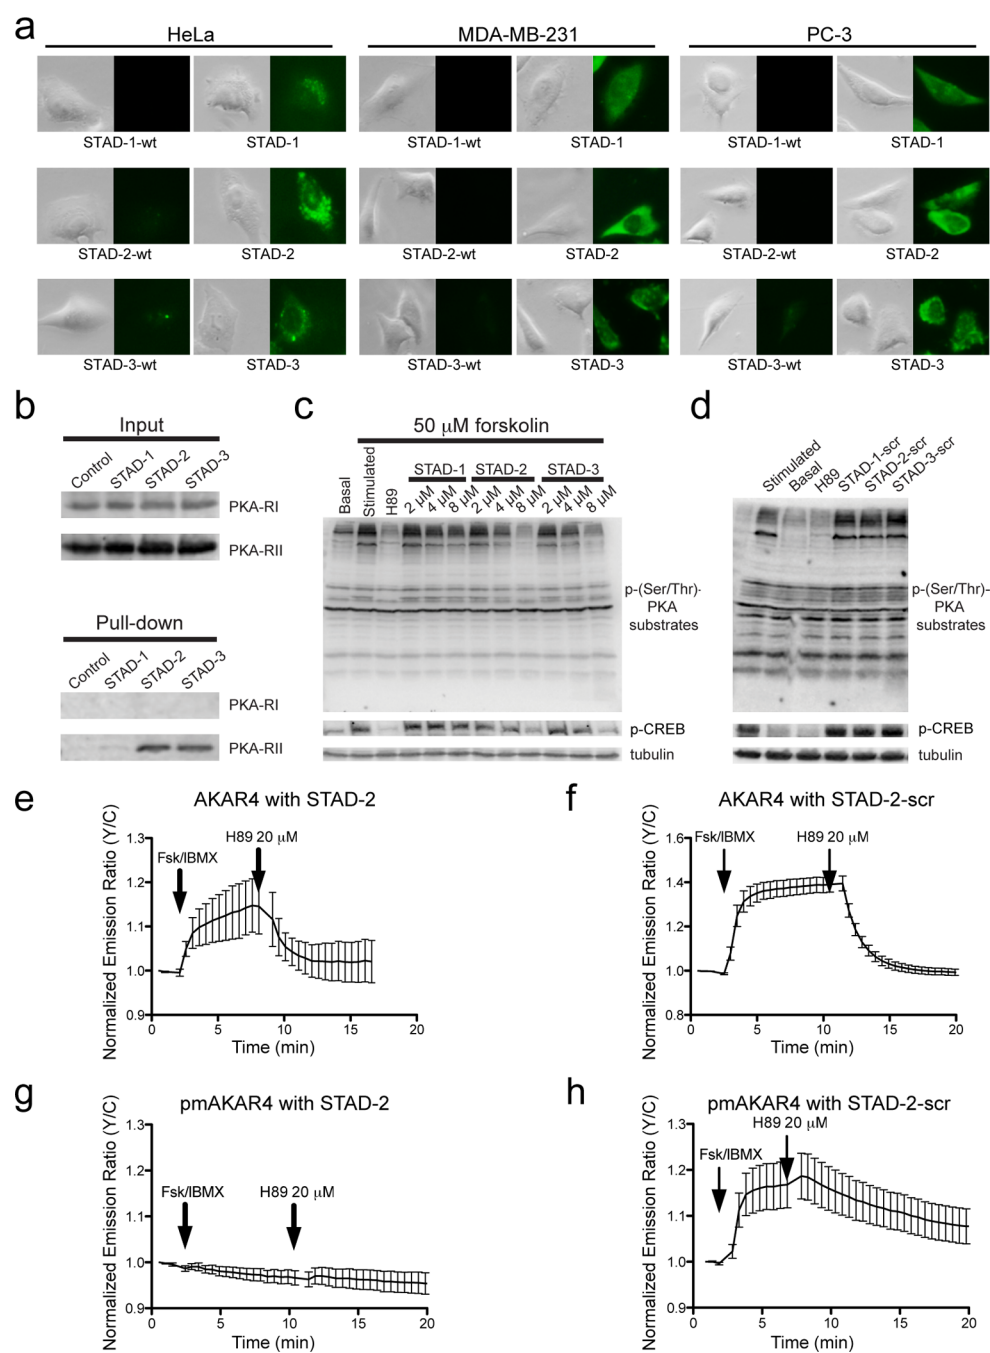 a
HeLa
MDA-MB-231
PC-3
STAD-1-wt
STAD-1
STAD-1-wt
STAD-1
STAD-1-wt
STAD-1
STAD-2-wt
STAD-2
STAD-2-wt
STAD-2
STAD-2-wt
STAD-2
STAD-3-wt
STAD-3
STAD-3-wt
STAD-3
STAD-3-wt
STAD-3
b
Input
Control
STAD-1
STAD-2
STAD-3
PKA-RI
PKA-RII
Pull-down
Control
STAD-1
STAD-2
STAD-3
PKA-RI
PKA-RII
c
50 μM forskolin
STAD-1
STAD-2
STAD-3
Basal
Stimulated
H89
2 μM
4 μM
8 μM
2 μM
4 μM
8 μM
2 μM
4 μM
8 μM
p-(Ser/Thr)-
PKA
substrates
p-CREB
tubulin
d
Stimulated
Basal
H89
STAD-1-scr
STAD-2-scr
STAD-3-scr
p-(Ser/Thr)-
PKA
substrates
p-CREB
tubulin
e
AKAR4 with STAD-2
Normalized Emission Ratio (Y/C)
1.3
1.2
1.1
1.0
0.9
Fsk/IBMX
H89 20 μM
0 5 10 15 20
Time (min)
f
AKAR4 with STAD-2-scr
Normalized Emission Ratio (Y/C)
1.6
1.4
1.2
1.0
0.8
Fsk/IBMX
H89 20 μM
0 5 10 15 20
Time (min)
g
pmAKAR4 with STAD-2
Normalized Emission Ratio (Y/C)
1.3
1.2
1.1
1.0
0.9
Fsk/IBMX
H89 20 μM
0 5 10 15 20
Time (min)
h
pmAKAR4 with STAD-2-scr
Normalized Emission Ratio (Y/C)
1.3
1.2
1.1
1.0
0.9
Fsk/IBMX
H89 20 μM
0 5 10 15 20
Time (min)